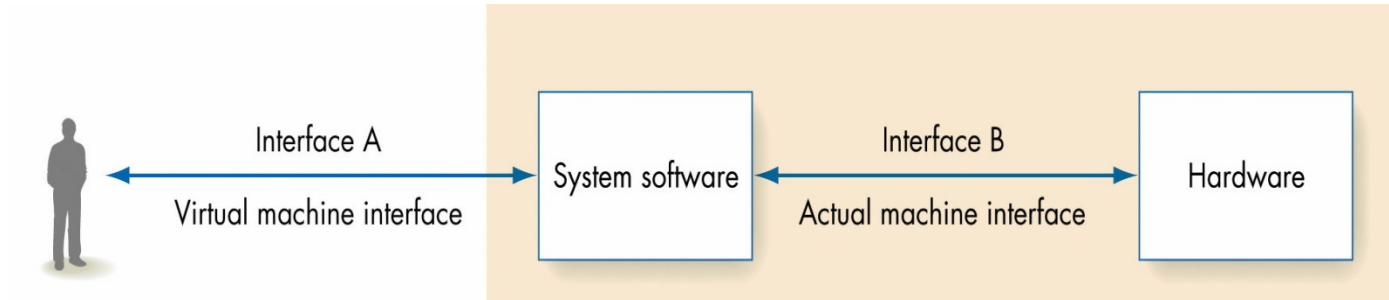 Interface A
Virtual machine interface
System software
Interface B
Actual machine interface
Hardware